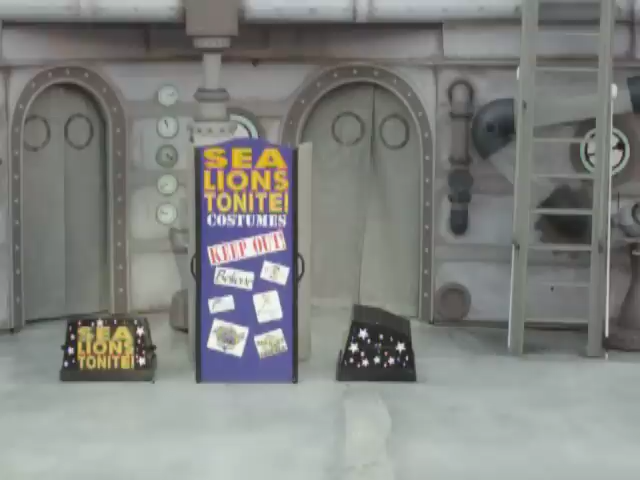 SEA
LIONS
TONITE!
COSTUMES
KEEP OUT
Believe
SEA
LIONS
TONITE!